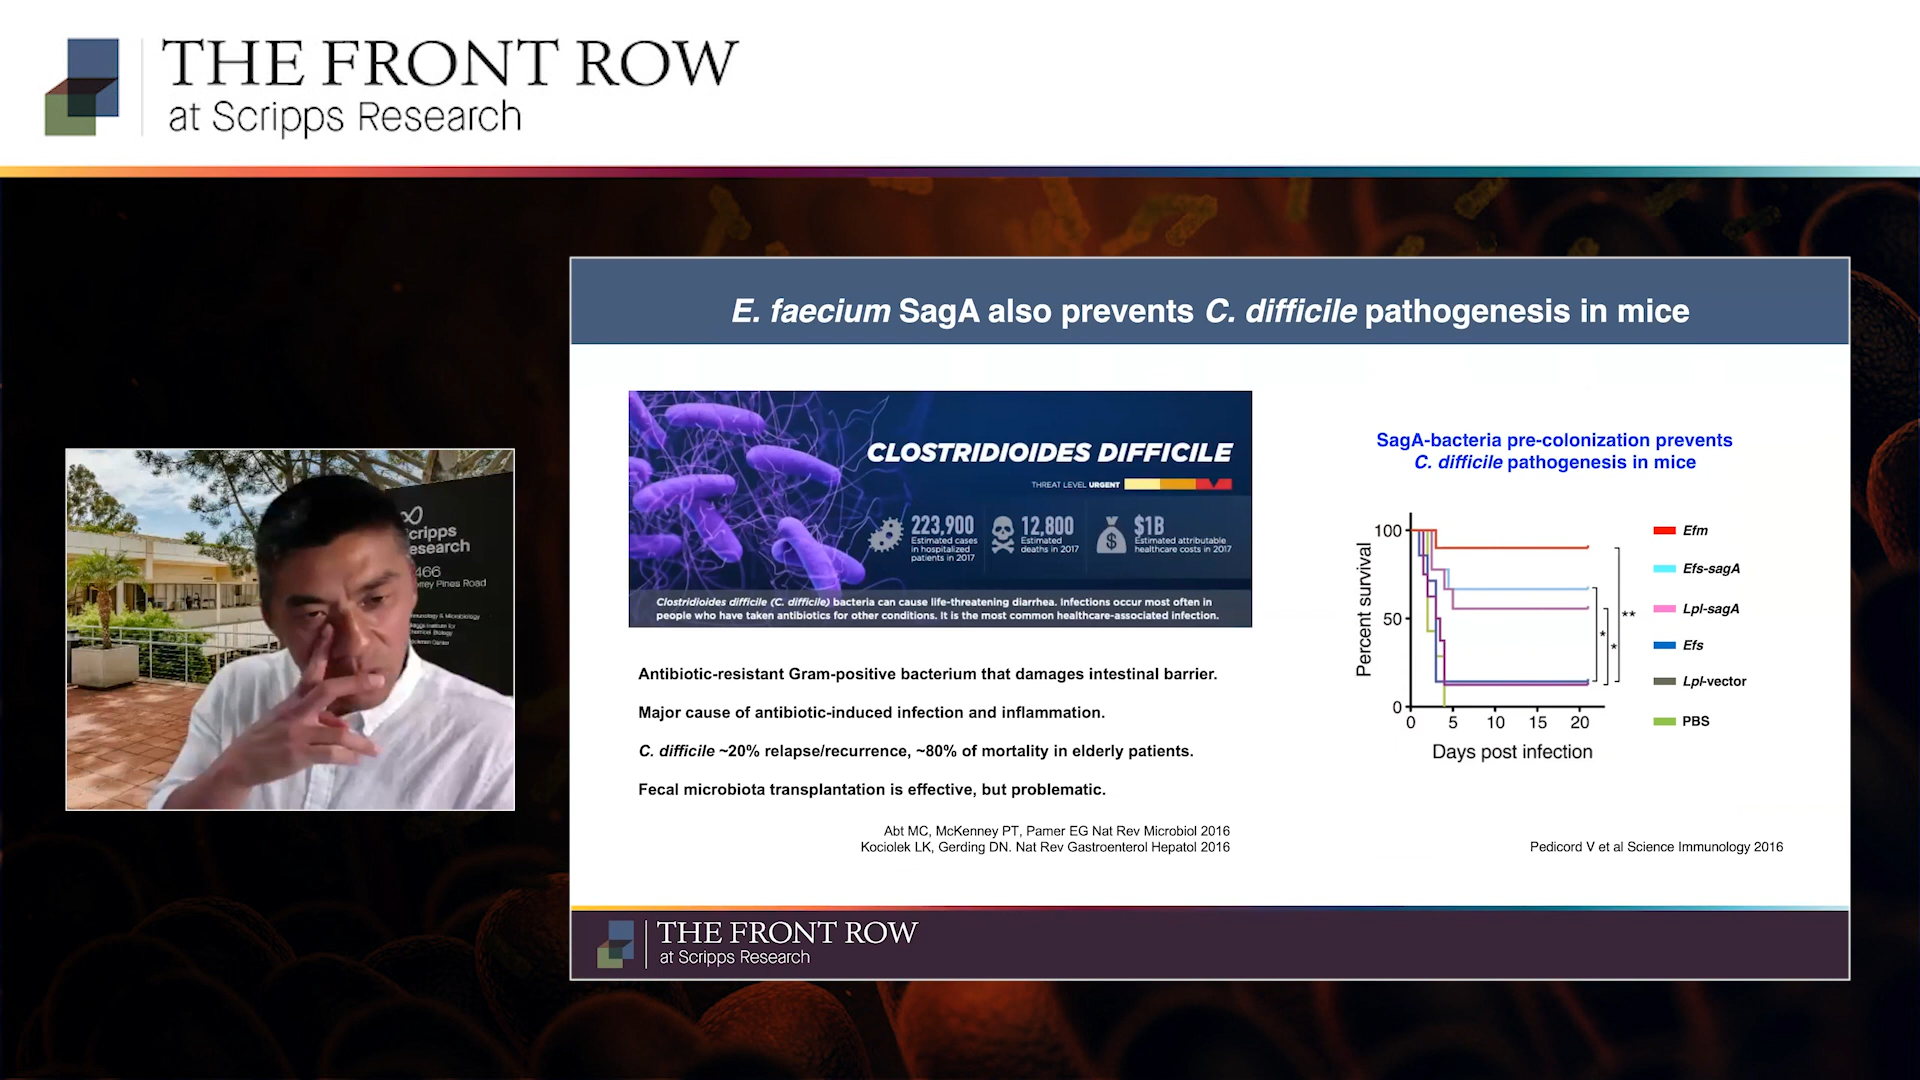 THE FRONT ROW
at Scripps Research
E. faecium SagA also prevents C. difficile pathogenesis in mice
CLOSTRIDIOIDES DIFFICILE
THREAT LEVEL URGENT
223,900
Estimated cases
in hospitalized
patients in 2017
12,800
Estimated
deaths in 2017
$1B
Estimated attributable
healthcare costs in 2017
Clostridioides difficile (C. difficile) bacteria can cause life-threatening diarrhea. Infections occur most often in
people who have taken antibiotics for other conditions. It is the most common healthcare-associated infection.
Antibiotic-resistant Gram-positive bacterium that damages intestinal barrier.
Major cause of antibiotic-induced infection and inflammation.
C. difficile ~20% relapse/recurrence, ~80% of mortality in elderly patients.
Fecal microbiota transplantation is effective, but problematic.
Abt MC, McKenney PT, Pamer EG Nat Rev Microbiol 2016
Kociolek LK, Gerding DN. Nat Rev Gastroenterol Hepatol 2016
SagA-bacteria pre-colonization prevents
C. difficile pathogenesis in mice
Percent survival
100
50
0
0 5 10 15 20
Days post infection
**
*
*
Efm
Efs-sagA
Lpl-sagA
Efs
Lpl-vector
PBS
Pedicord V et al Science Immunology 2016
cripps
esearch
466
rrey Pines Road
THE FRONT ROW
at Scripps Research